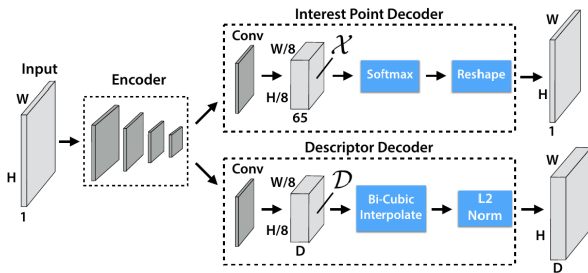 Input
W
H
1
Encoder
Interest Point Decoder
Conv
W/8
H/8
65
𝒳
Softmax
Reshape
W
H
1
Descriptor Decoder
Conv
W/8
H/8
D
𝒟
Bi-Cubic
Interpolate
L2
Norm
W
H
D